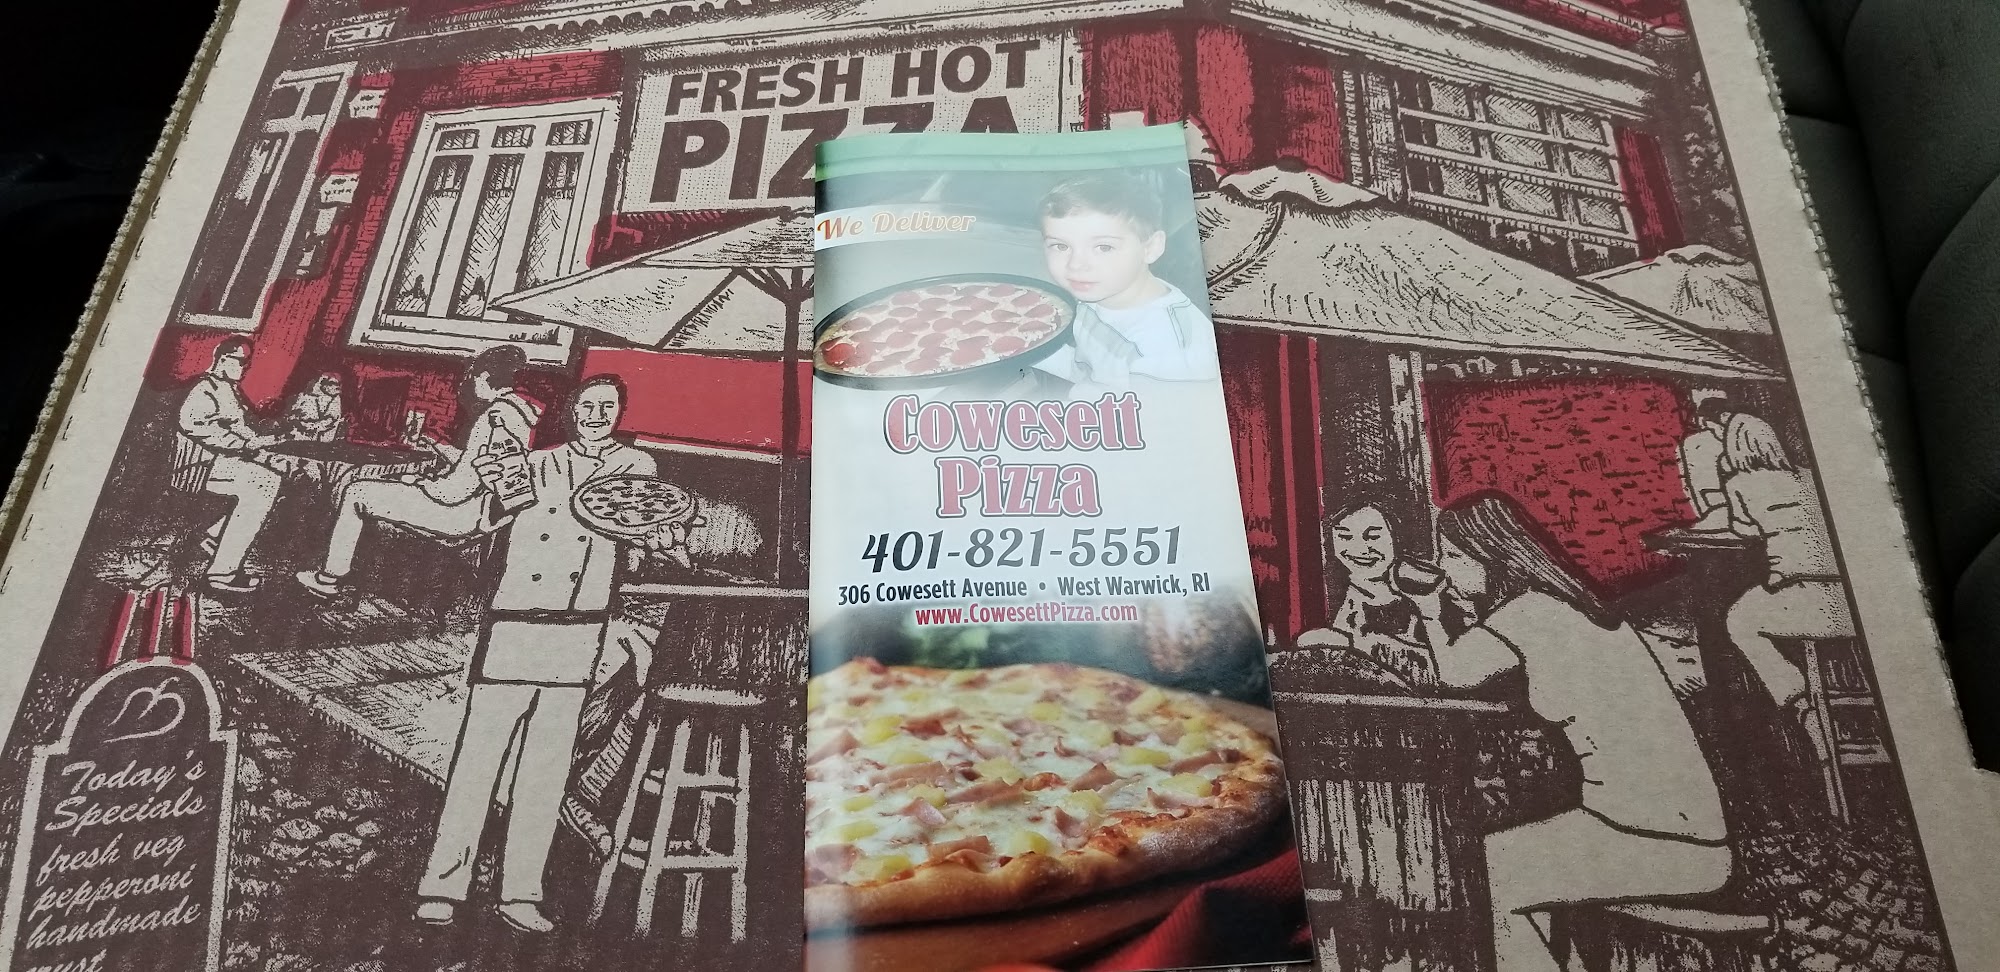 FRESH HOT
PIZZA
We Deliver
Cowesett
Pizza
401-821-5551
306 Cowesett Avenue • West Warwick, RI
www.CowesettPizza.com
Today's
Specials
fresh veg
pepperoni
handmade